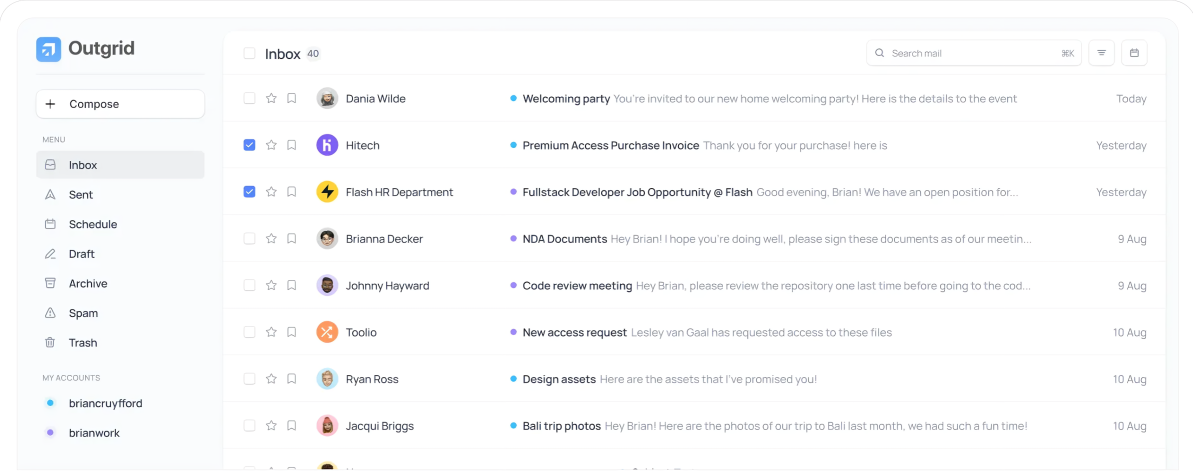 Outgrid
Inbox 40
Search mail ⌘K
Compose
MENU
Inbox
Sent
Schedule
Draft
Archive
Spam
Trash
MY ACCOUNTS
briancruyfford
brianwork
Dania Wilde Welcoming party You're invited to our new home welcoming party! Here is the details to the event Today
Hitech Premium Access Purchase Invoice Thank you for your purchase! here is Yesterday
Flash HR Department Fullstack Developer Job Opportunity @ Flash Good evening, Brian! We have an open position for... Yesterday
Brianna Decker NDA Documents Hey Brian! I hope you're doing well, please sign these documents as of our meetin... 9 Aug
Johnny Hayward Code review meeting Hey Brian, please review the repository one last time before going to the cod... 9 Aug
Toolio New access request Lesley van Gaal has requested access to these files 10 Aug
Ryan Ross Design assets Here are the assets that I've promised you! 10 Aug
Jacqui Briggs Bali trip photos Hey Brian! Here are the photos of our trip to Bali last month, we had such a fun time! 10 Aug